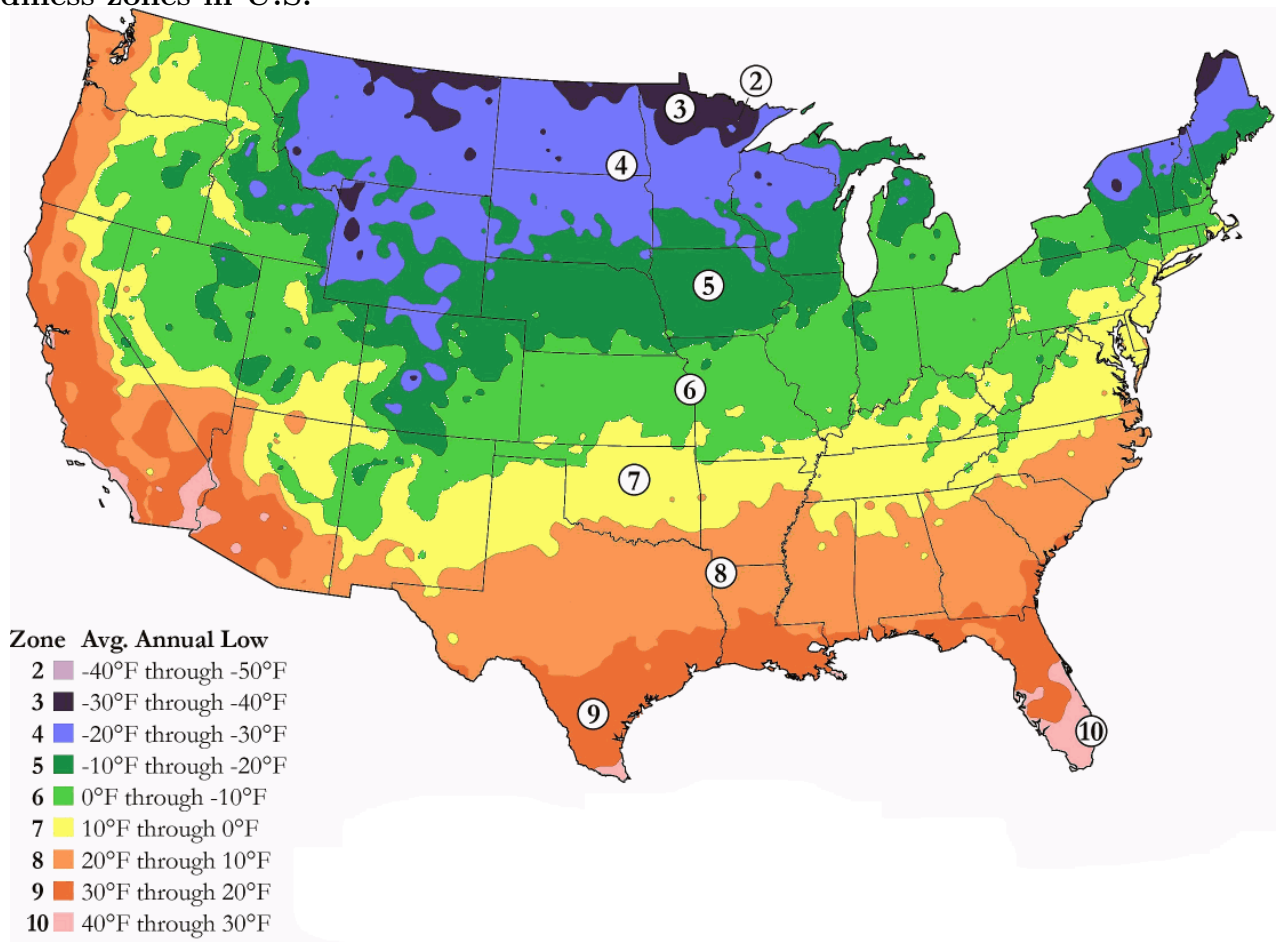 zones in U.S.
2
3
4
5
6
7
8
9
10
Zone Avg. Annual Low
2 -40°F through -50°F
3 -30°F through -40°F
4 -20°F through -30°F
5 -10°F through -20°F
6 0°F through -10°F
7 10°F through 0°F
8 20°F through 10°F
9 30°F through 20°F
10 40°F through 30°F